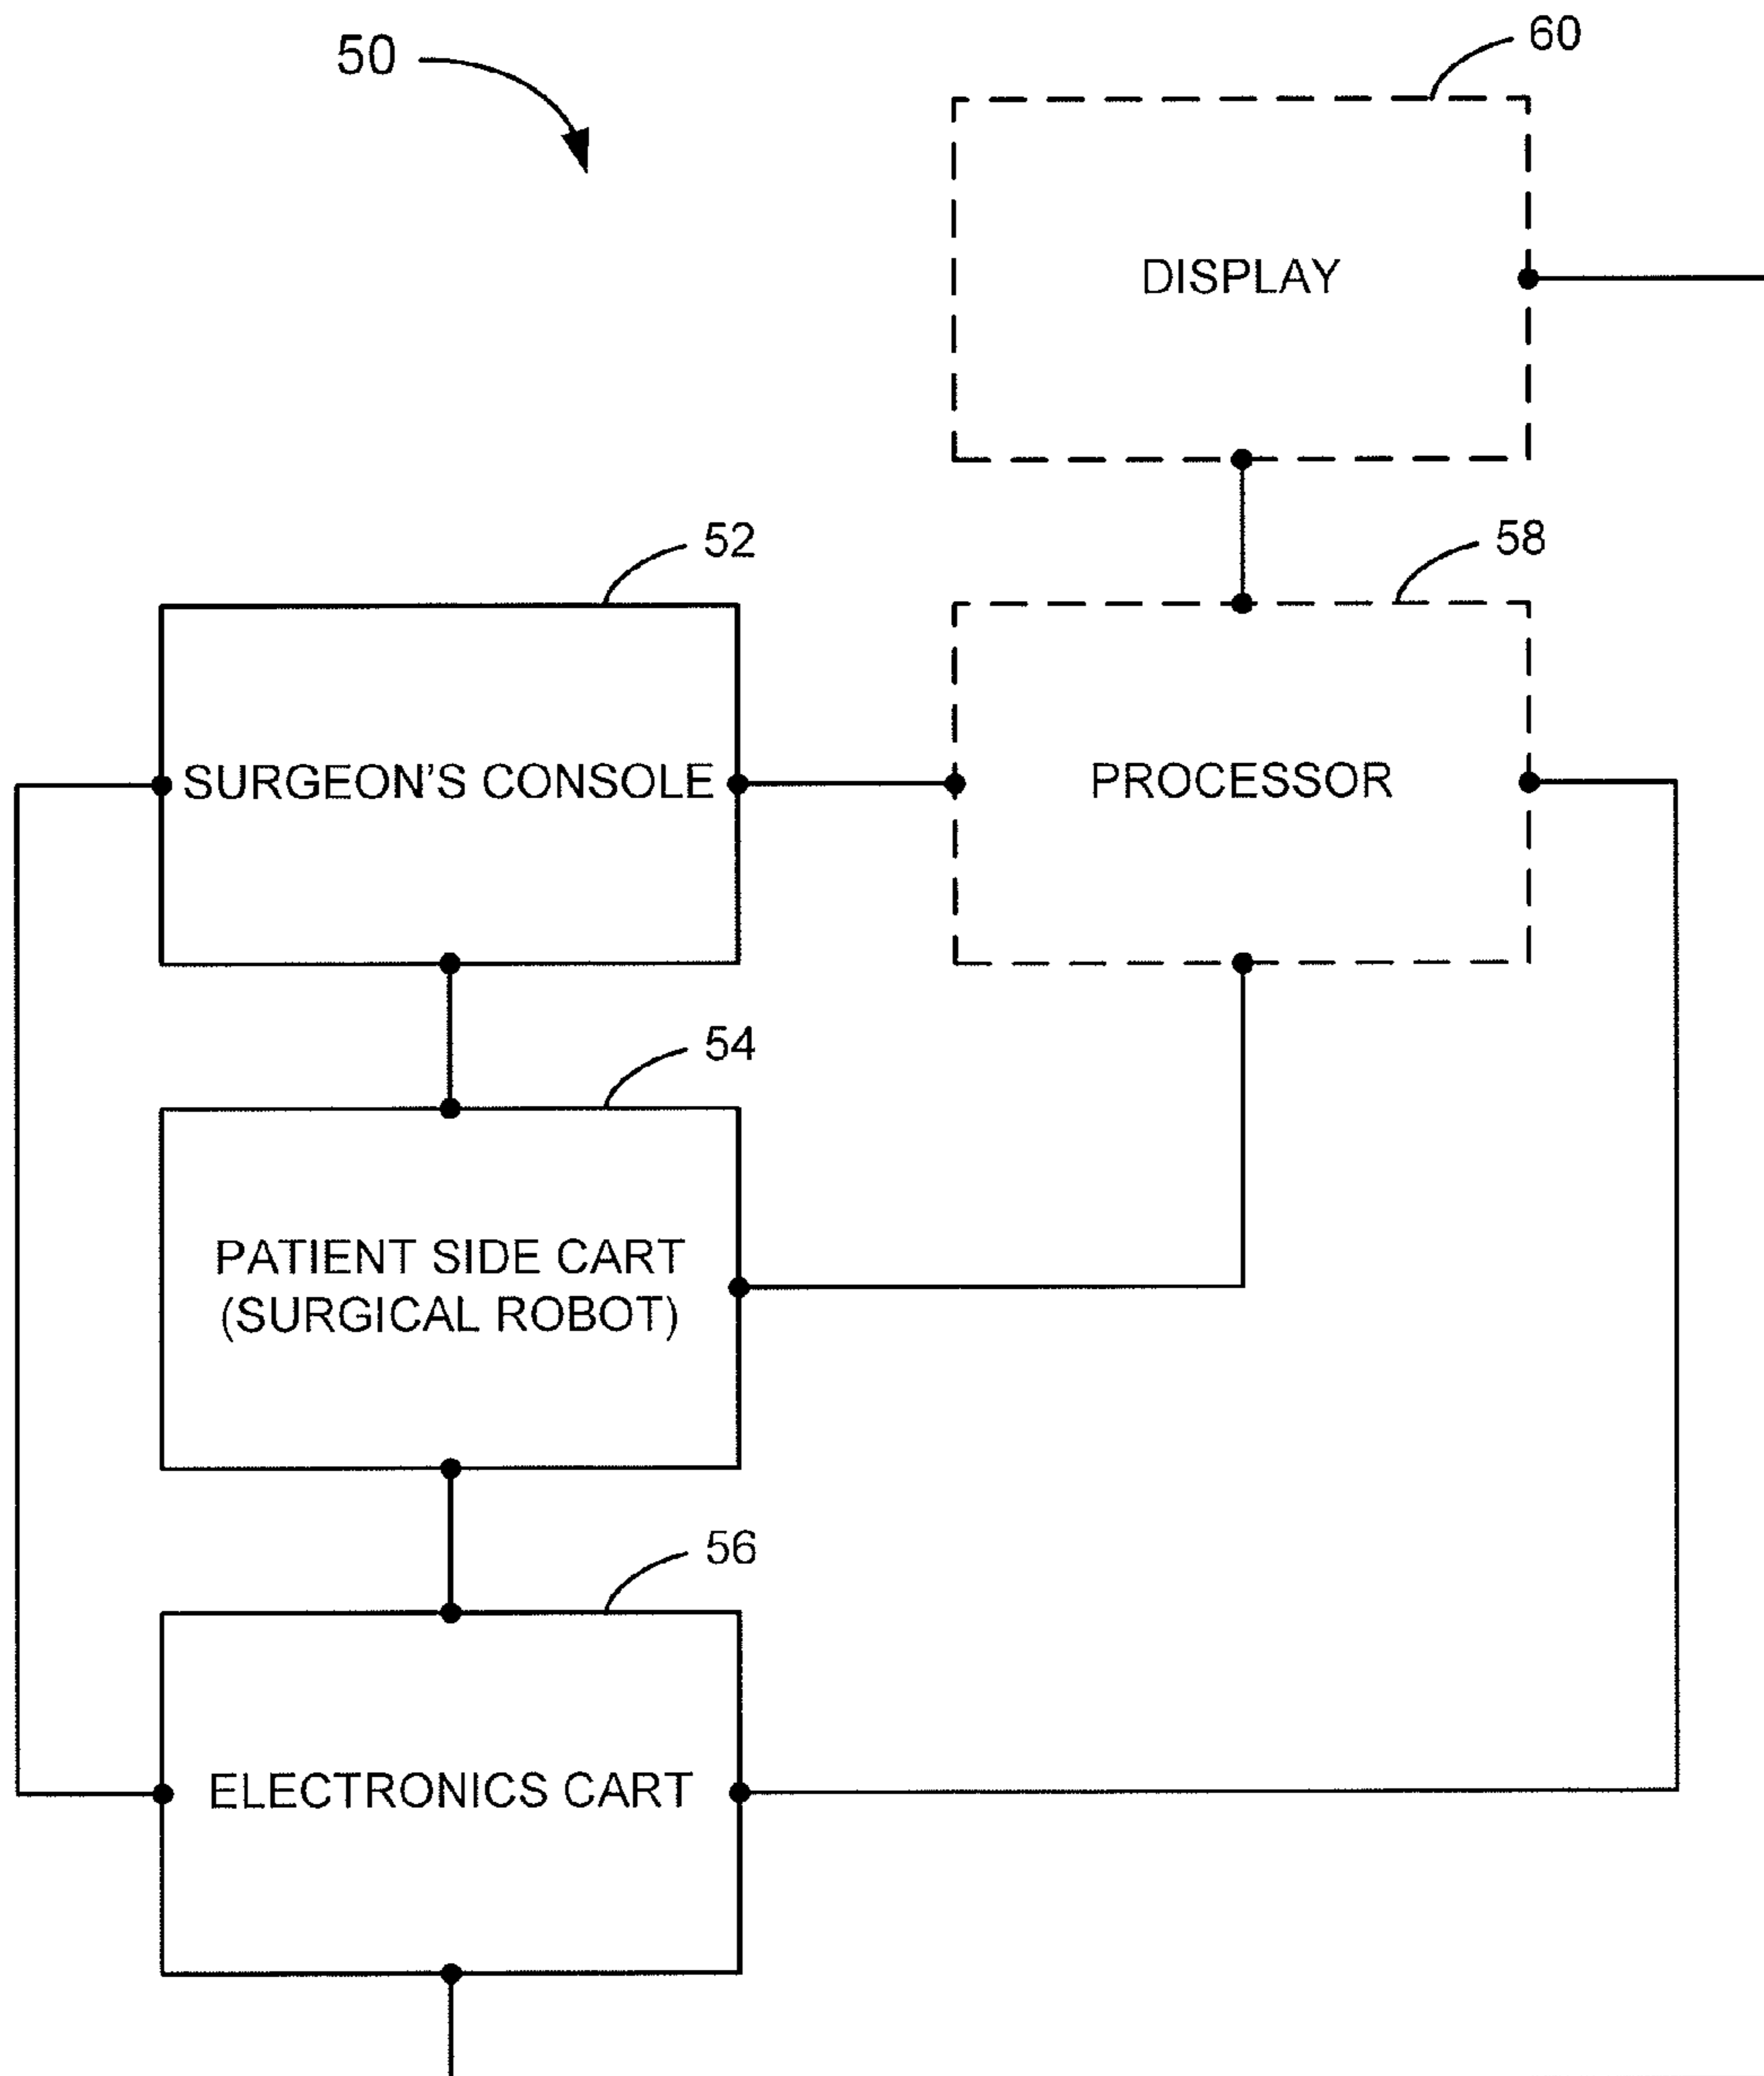 50
60
DISPLAY
52
58
SURGEON'S CONSOLE
PROCESSOR
54
PATIENT SIDE CART
(SURGICAL ROBOT)
56
ELECTRONICS CART